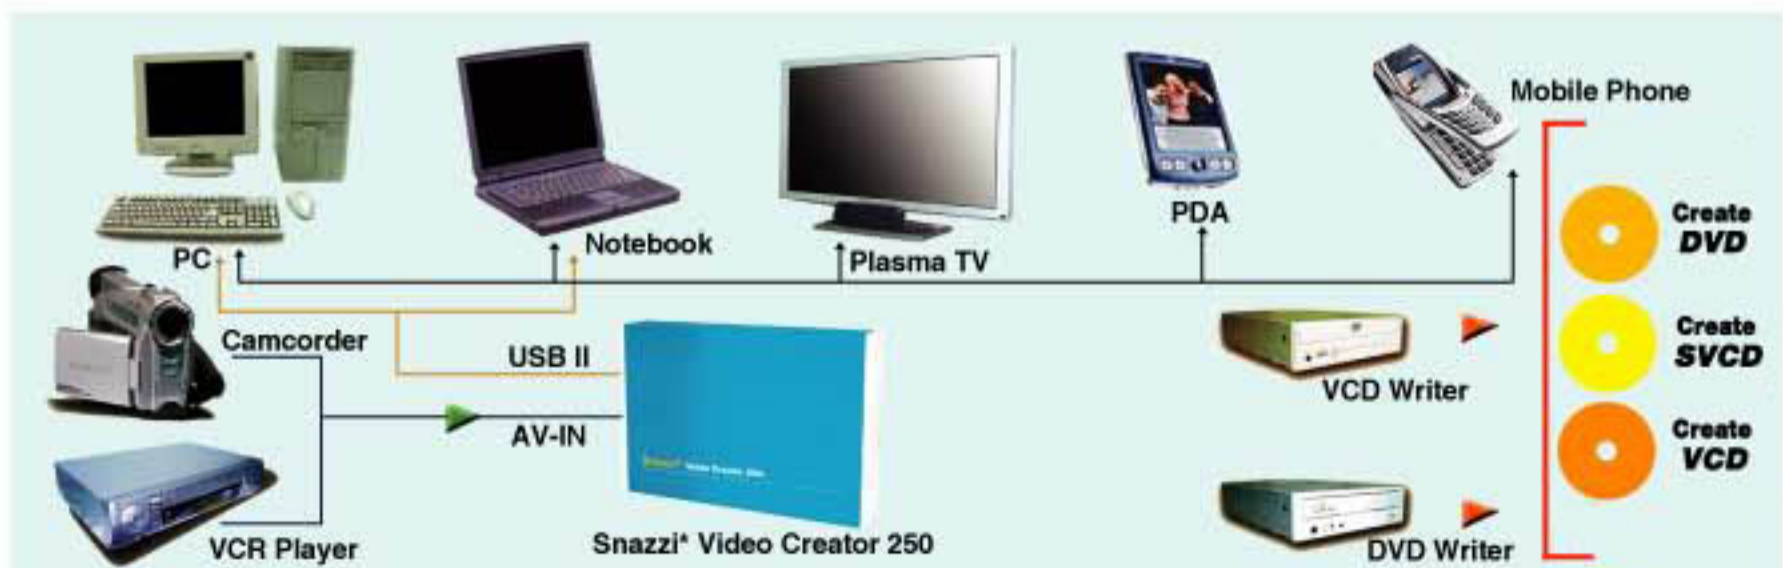 Mobile Phone
PDA
Notebook
PC
Plasma TV
Create
DVD
Camcorder
USB II
Create
SVCD
VCD Writer
AV-IN
Create
VCD
VCR Player
Snazzi* Video Creator 250
DVD Writer